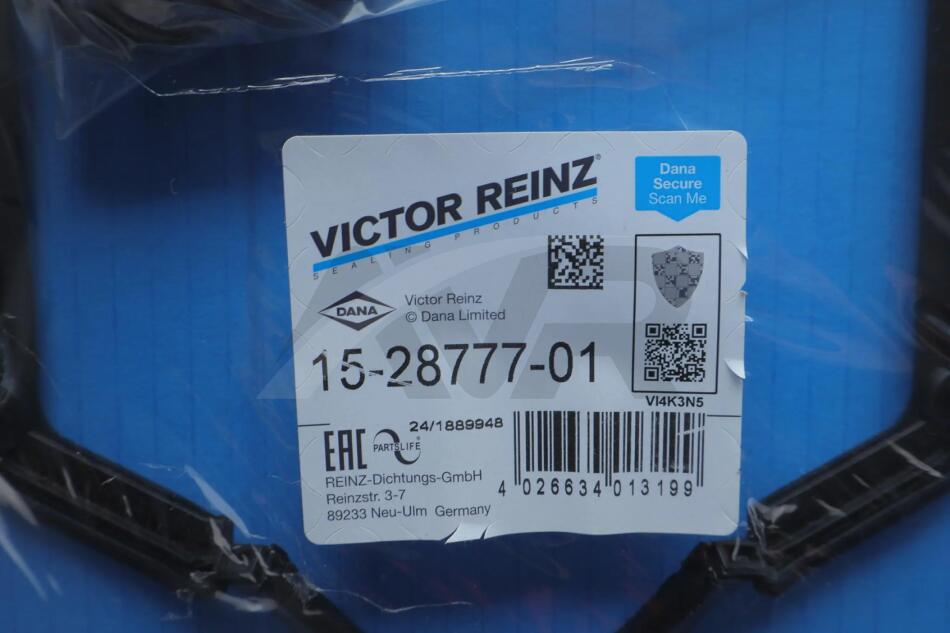 VICTOR REINZ®
SEALING PRODUCTS
Dana
Secure
Scan Me
DANA
Victor Reinz
© Dana Limited
15-28777-01
VI4K3N5
EAC
PARTSLIFE®
24/1889948
REINZ-Dichtungs-GmbH
Reinzstr. 3-7
89233 Neu-Ulm Germany
4 026634 013199